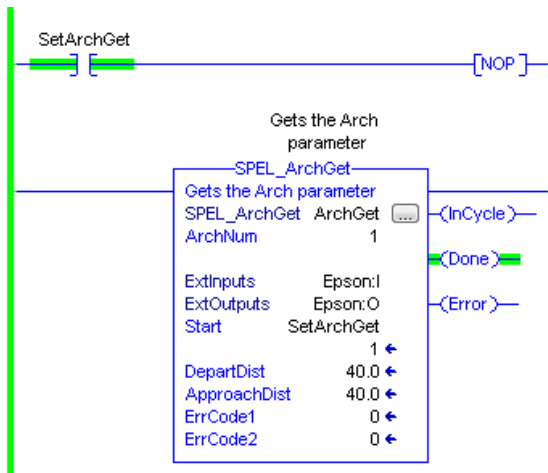 SetArchGet
[NOP]
Gets the Arch
parameter
SPEL_ArchGet
Gets the Arch parameter
SPEL_ArchGet ArchGet ... (InCycle)
ArchNum 1
(Done)
ExtInputs Epson:I
ExtOutputs Epson:O (Error)
Start SetArchGet
1
DepartDist 40.0
ApproachDist 40.0
ErrCode1 0
ErrCode2 0